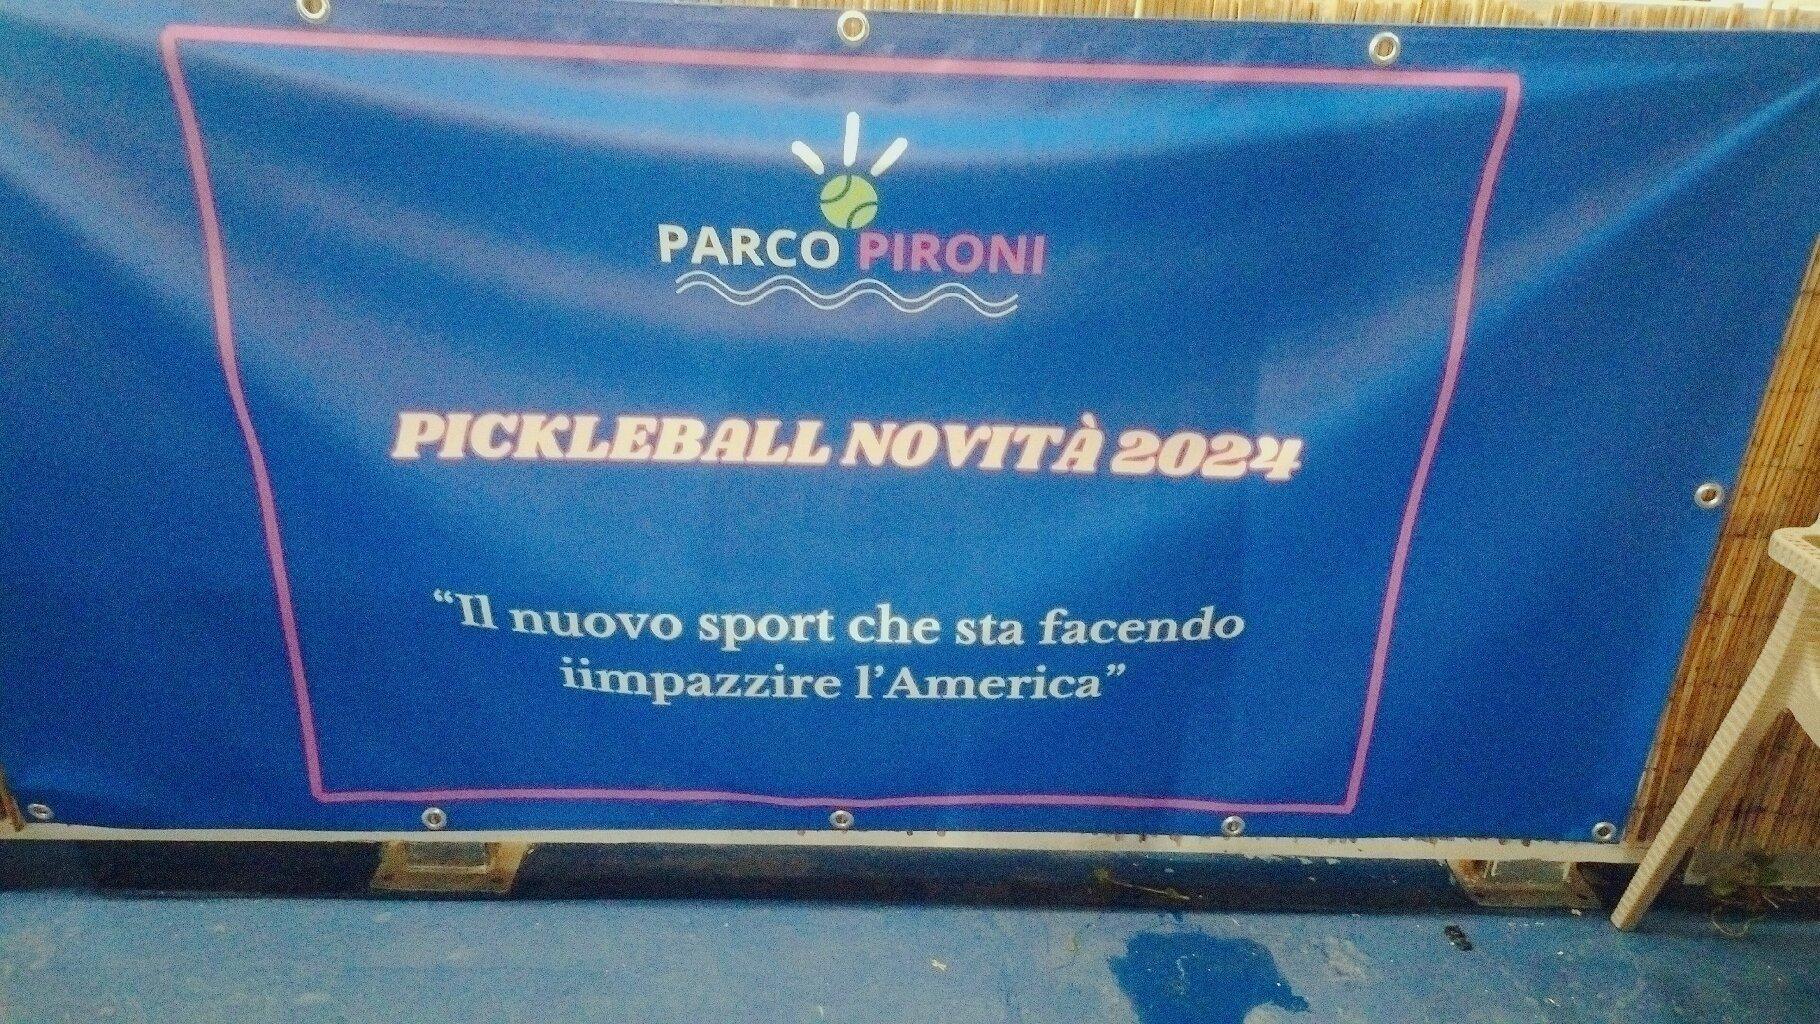 PARCO PIRONI
PICKLEBALL NOVITÀ 2024
“Il nuovo sport che sta facendo
iimpazzire l’America”